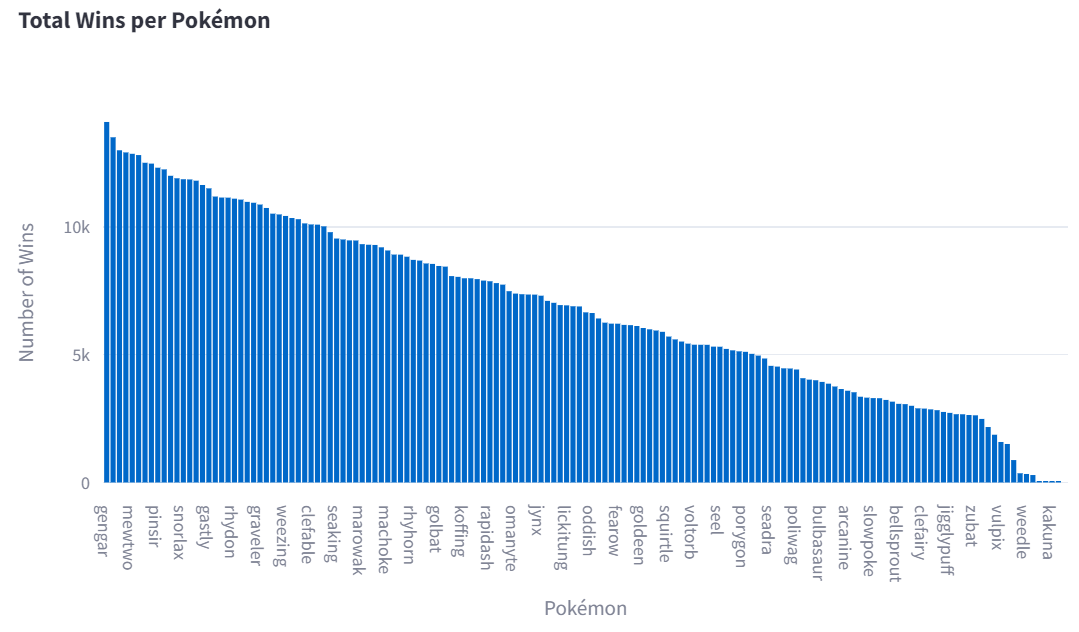 Total Wins per Pokémon
Number of Wins
10k
5k
0
gengar
mewtwo
pinsir
snorlax
gastly
rhydon
graveler
weezing
clefable
seaking
marowak
machoke
rhyhorn
golbat
koffing
rapidash
omanyte
jynx
lickitung
oddish
fearow
goldeen
squirtle
voltorb
seel
porygon
seadra
poliwag
bulbasaur
arcanine
slowpoke
bellsprout
clefairy
jigglypuff
zubat
vulpix
weedle
kakuna
Pokémon